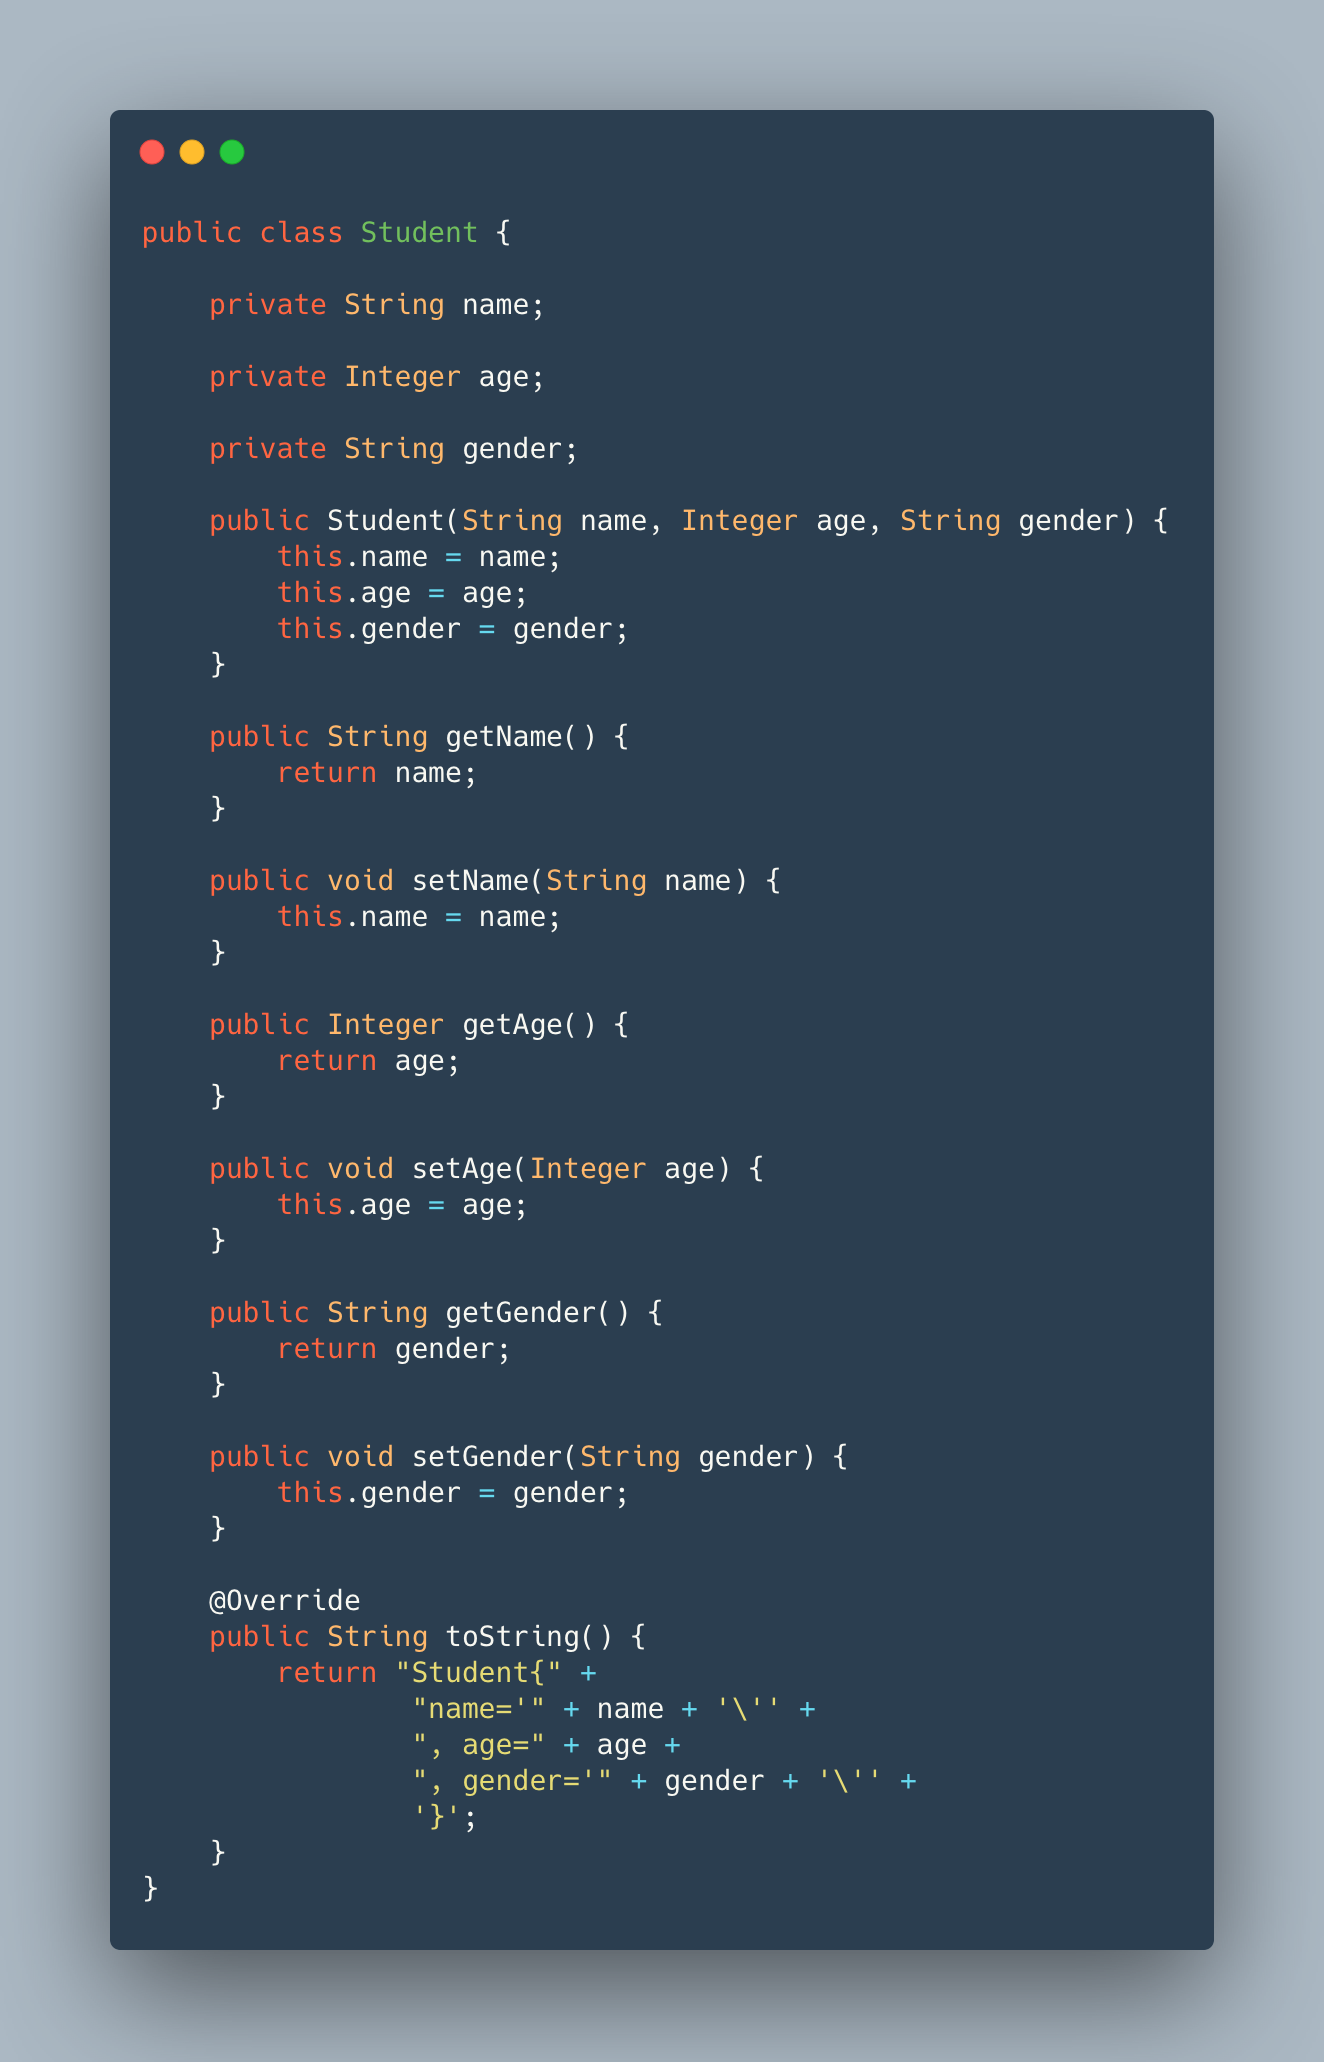 public class Student {
private String name;
private Integer age;
private String gender;
public Student(String name, Integer age, String gender) {
this.name = name;
this.age = age;
this.gender = gender;
}
public String getName() {
return name;
}
public void setName(String name) {
this.name = name;
}
public Integer getAge() {
return age;
}
public void setAge(Integer age) {
this.age = age;
}
public String getGender() {
return gender;
}
public void setGender(String gender) {
this.gender = gender;
}
@Override
public String toString() {
return "Student{" +
"name='" + name + '\'' +
", age=" + age +
", gender='" + gender + '\'' +
'}';
}
}